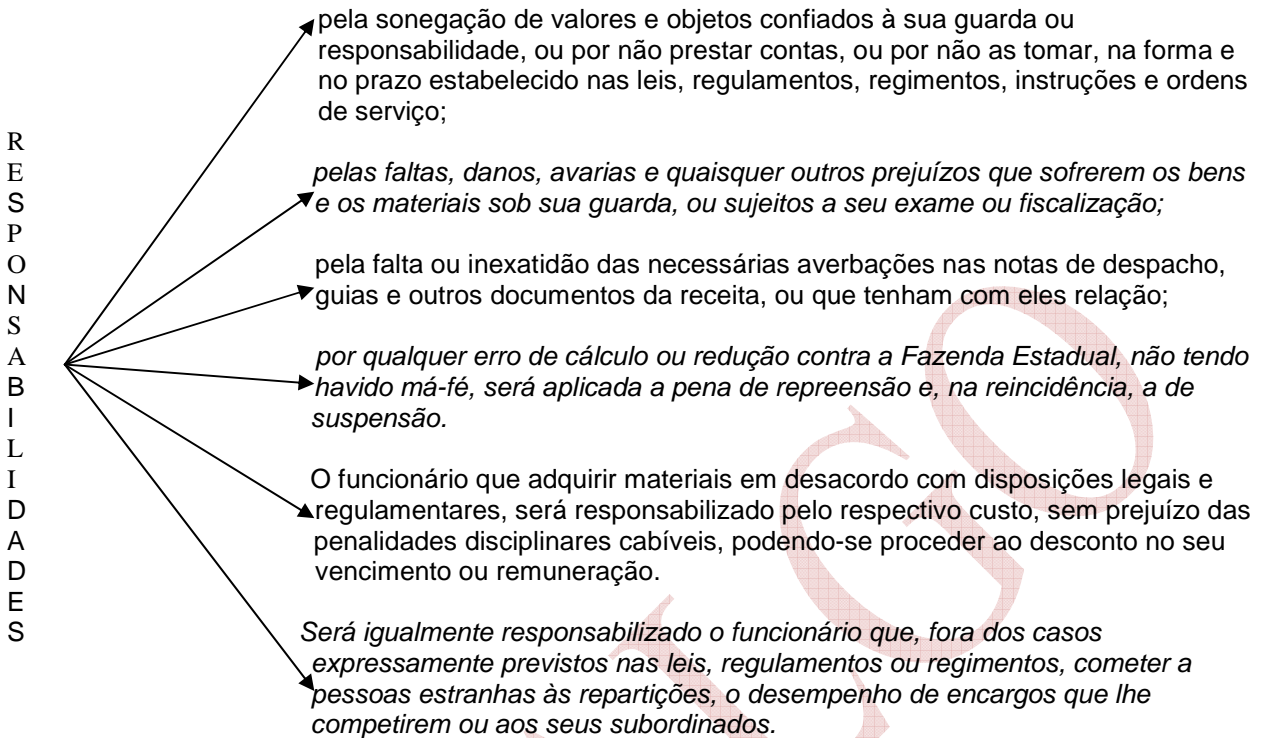 pela sonegação de valores e objetos confiados à sua guarda ou
responsabilidade, ou por não prestar contas, ou por não as tomar, na forma e
no prazo estabelecido nas leis, regulamentos, regimentos, instruções e ordens
de serviço;
R
E
S
P
O
N
S
A
B
I
L
I
D
A
D
E
S
pelas faltas, danos, avarias e quaisquer outros prejuízos que sofrerem os bens
e os materiais sob sua guarda, ou sujeitos a seu exame ou fiscalização;
pela falta ou inexatidão das necessárias averbações nas notas de despacho,
guias e outros documentos da receita, ou que tenham com eles relação;
por qualquer erro de cálculo ou redução contra a Fazenda Estadual, não tendo
havido má-fé, será aplicada a pena de repreensão e, na reincidência, a de
suspensão.
O funcionário que adquirir materiais em desacordo com disposições legais e
regulamentares, será responsabilizado pelo respectivo custo, sem prejuízo das
penalidades disciplinares cabíveis, podendo-se proceder ao desconto no seu
vencimento ou remuneração.
Será igualmente responsabilizado o funcionário que, fora dos casos
expressamente previstos nas leis, regulamentos ou regimentos, cometer a
pessoas estranhas às repartições, o desempenho de encargos que lhe
competirem ou aos seus subordinados.